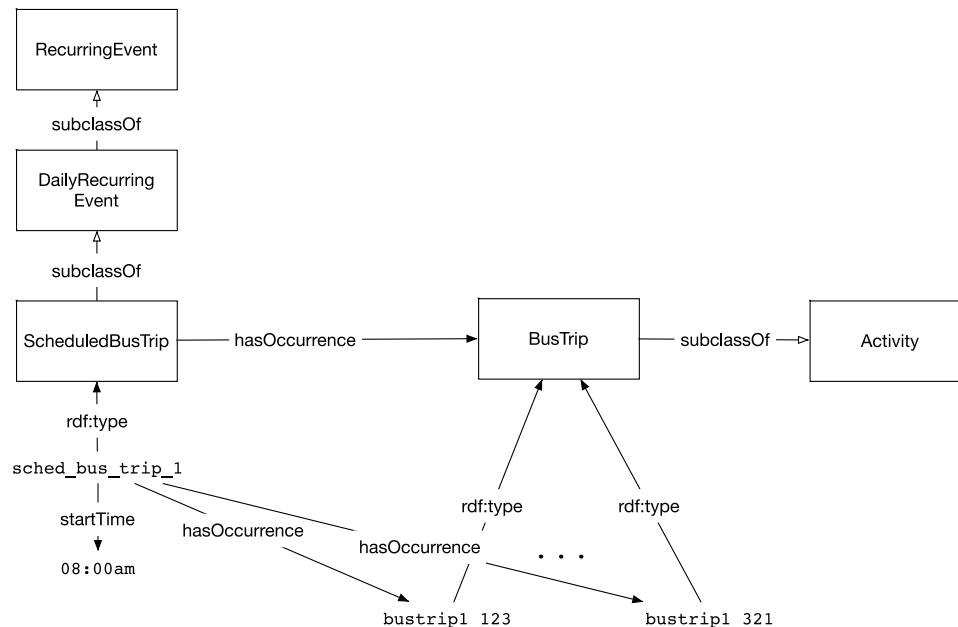 RecurringEvent
subclassOf
DailyRecurring
Event
subclassOf
ScheduledBusTrip
hasOccurrence
BusTrip
subclassOf
Activity
rdf:type
sched_bus_trip_1
rdf:type
rdf:type
startTime
hasOccurrence
hasOccurrence
. . .
08:00am
bustrip1 123
bustrip1 321